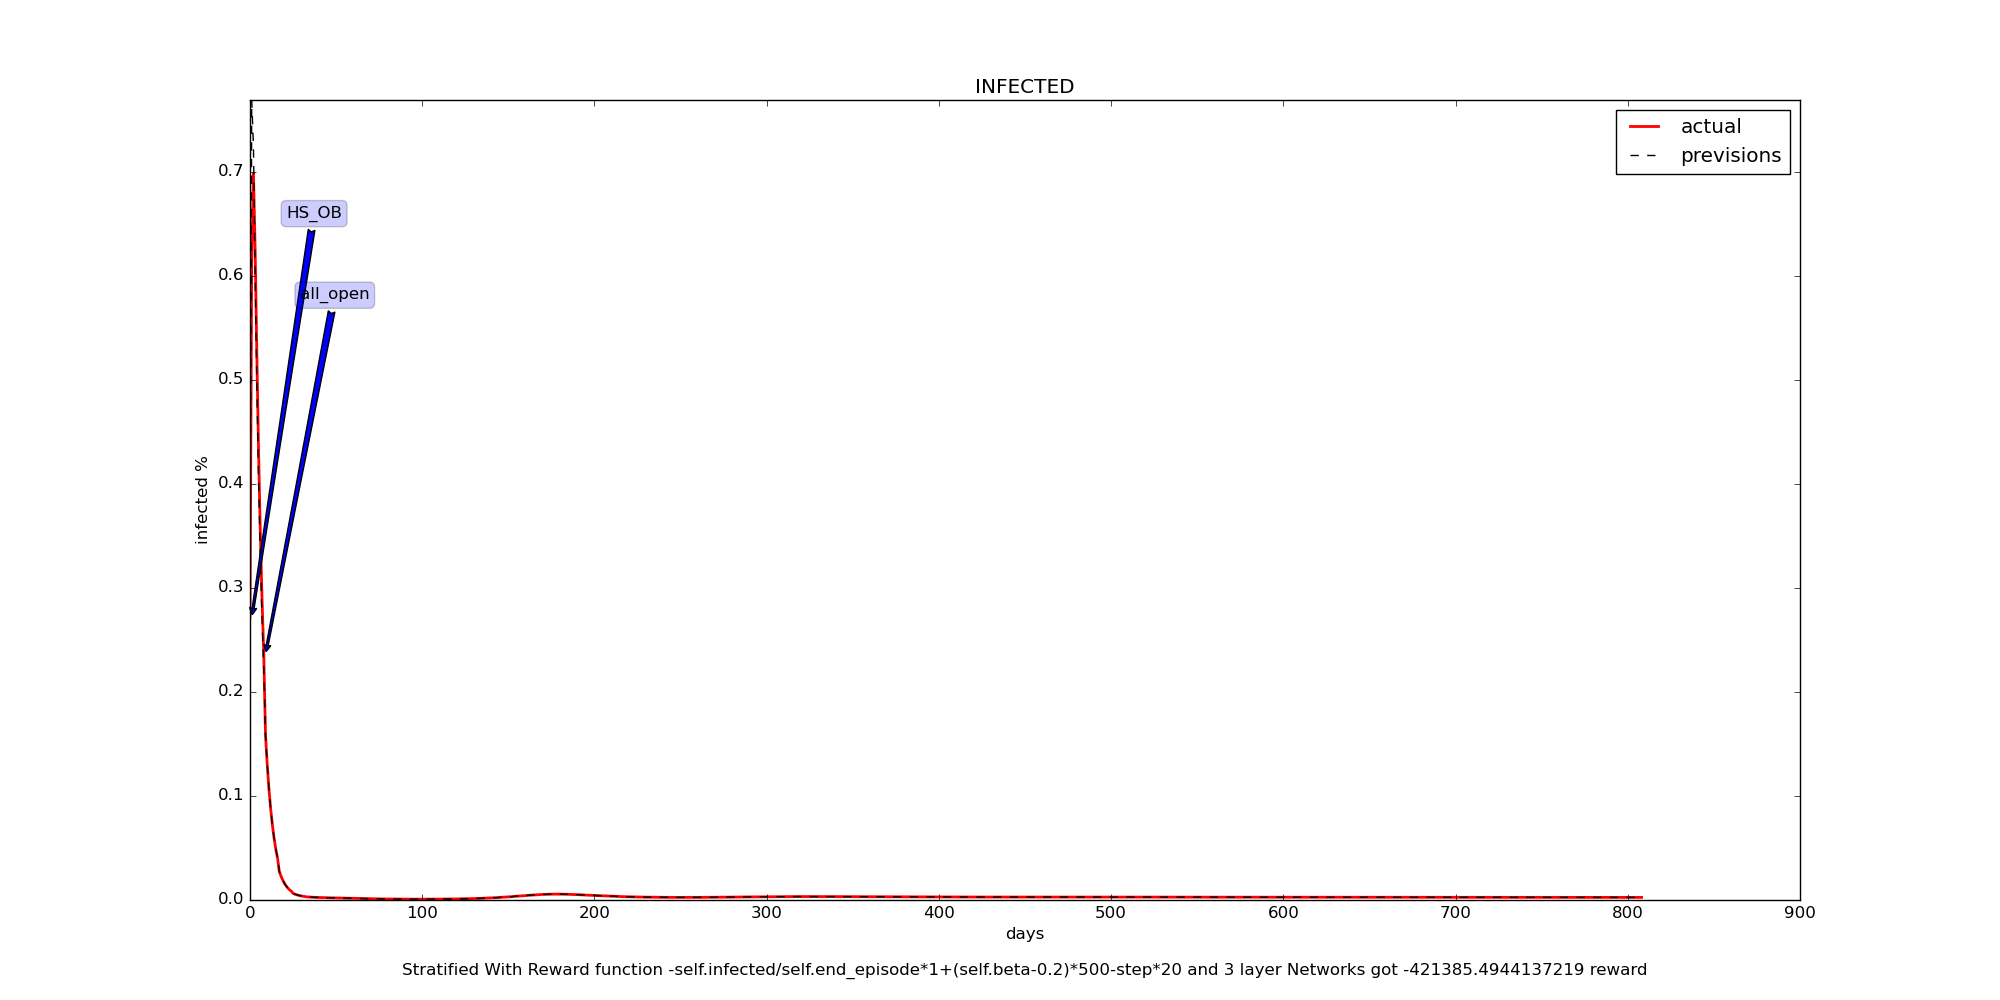 INFECTED
actual
previsions
HS_OB
all_open
infected %
0.7
0.6
0.5
0.4
0.3
0.2
0.1
0.0
0 100 200 300 400 500 600 700 800 900
days
Stratified With Reward function -self.infected/self.end_episode*1+(self.beta-0.2)*500-step*20 and 3 layer Networks got -421385.4944137219 reward